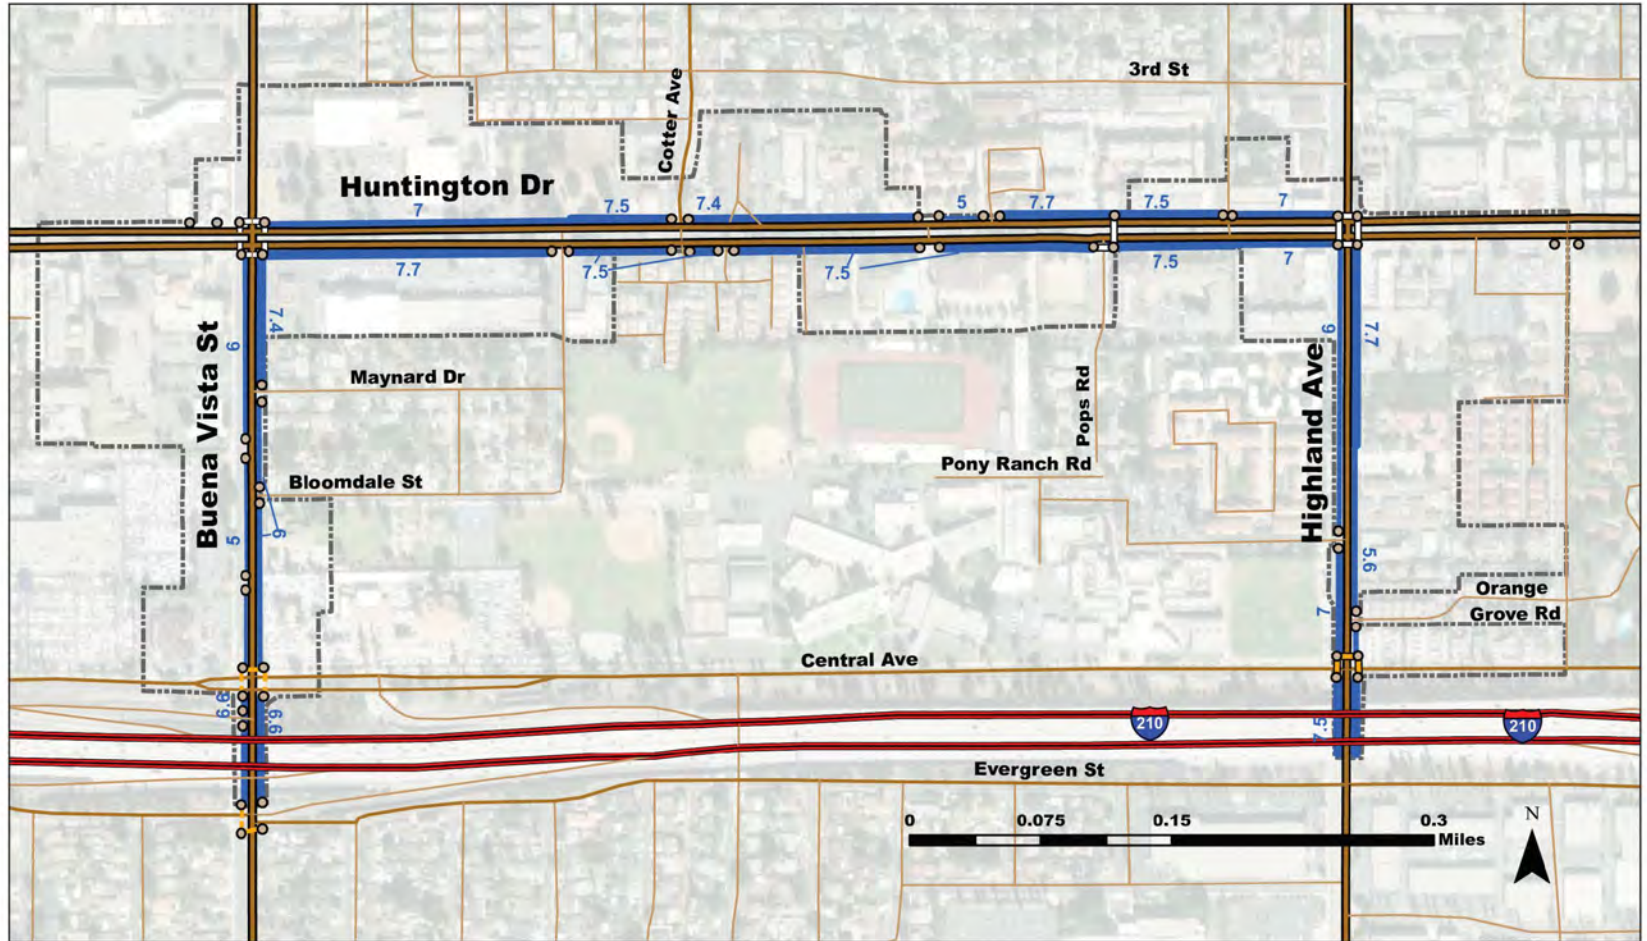 3rd St
Cotter Ave
Huntington Dr
7
7.5
7.4
5
7.7
7.5
7
7.7
7.5
7.5
7.5
7
7.4
9
Buena Vista St
Maynard Dr
Bloomdale St
6
5
9
7.7
Highland Ave
Pops Rd
Pony Ranch Rd
5.6
7
Orange
Grove Rd
Central Ave
6.6
6.6
7.5
210
210
Evergreen St
0
0.075
0.15
0.3
Miles
N